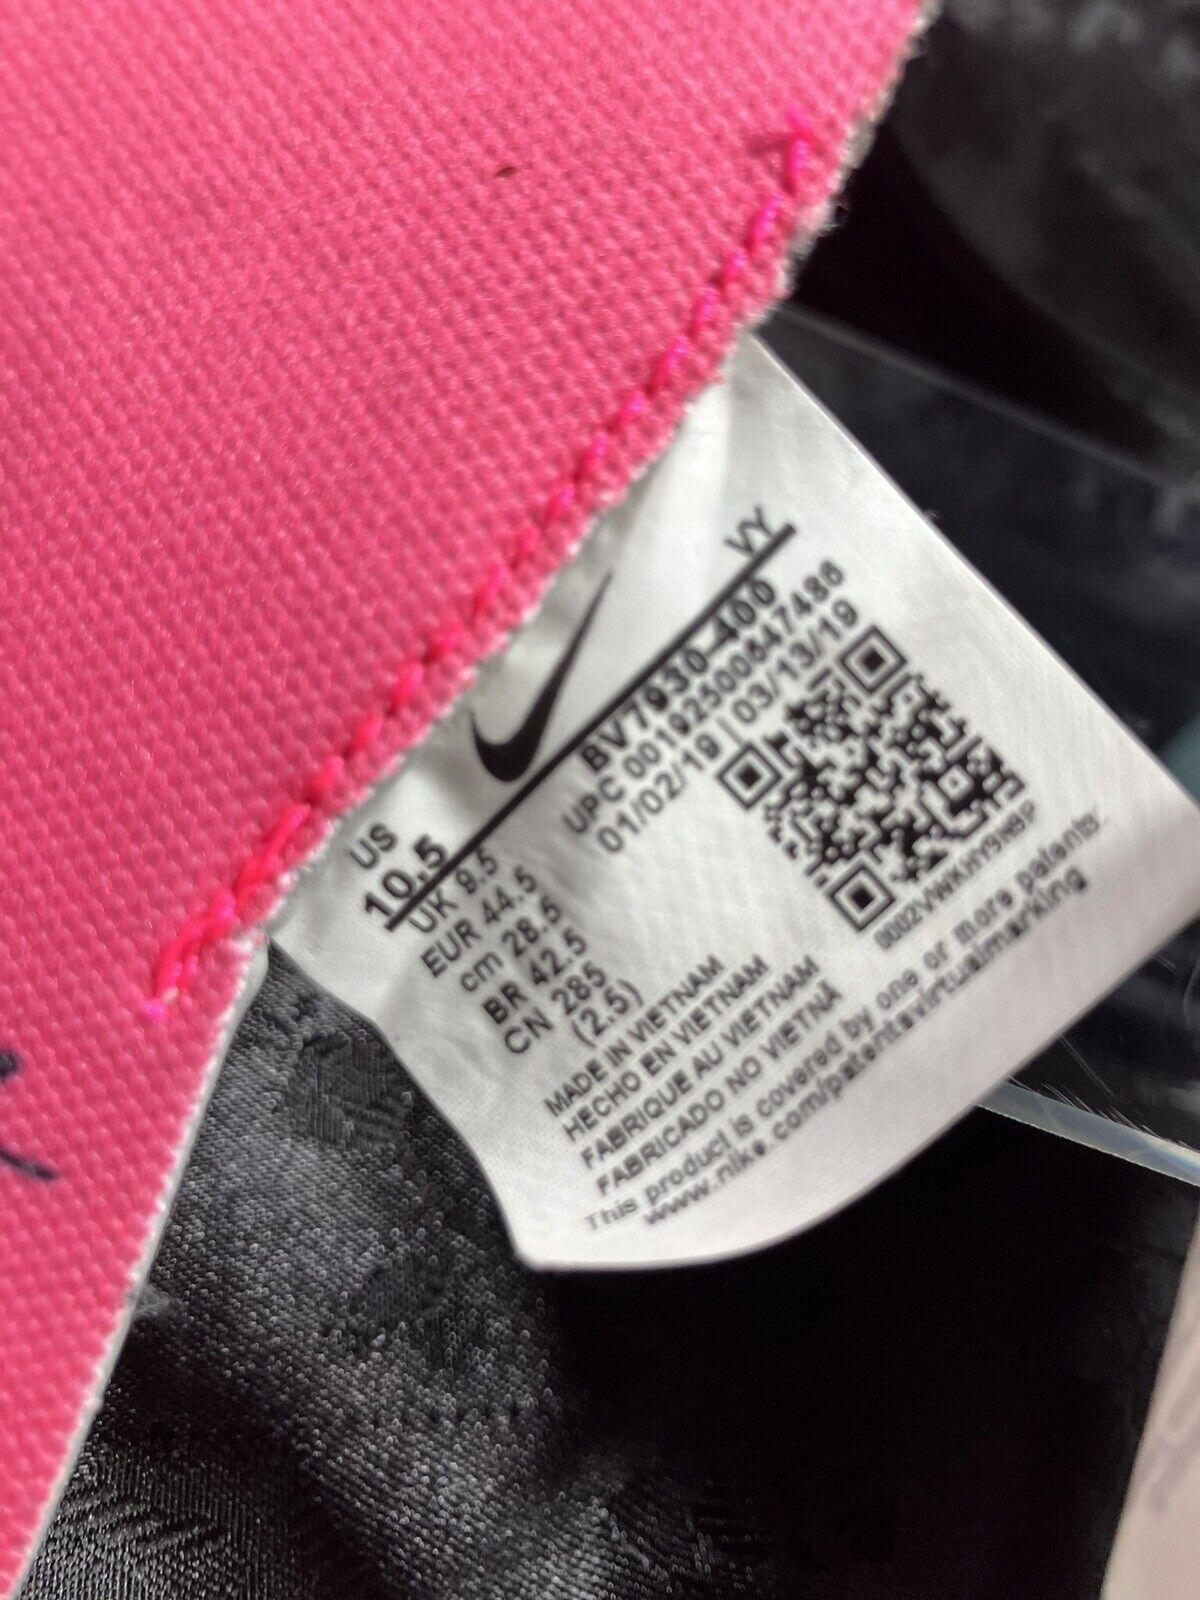 VY
US
10.5
BV7930-400
UPC 00192500647486
01/02/19 | 03/13/19
UK 9.5
EUR 44.5
cm 28.5
BR 42.5
CN 285
(2.5)
MADE IN VIETNAM
HECHO EN VIETNAM
FABRIQUE AU VIETNAM
FABRICADO NO VIETNÃ
This product is covered by one or more patents.
www.nike.com/patentsvirtualmarking